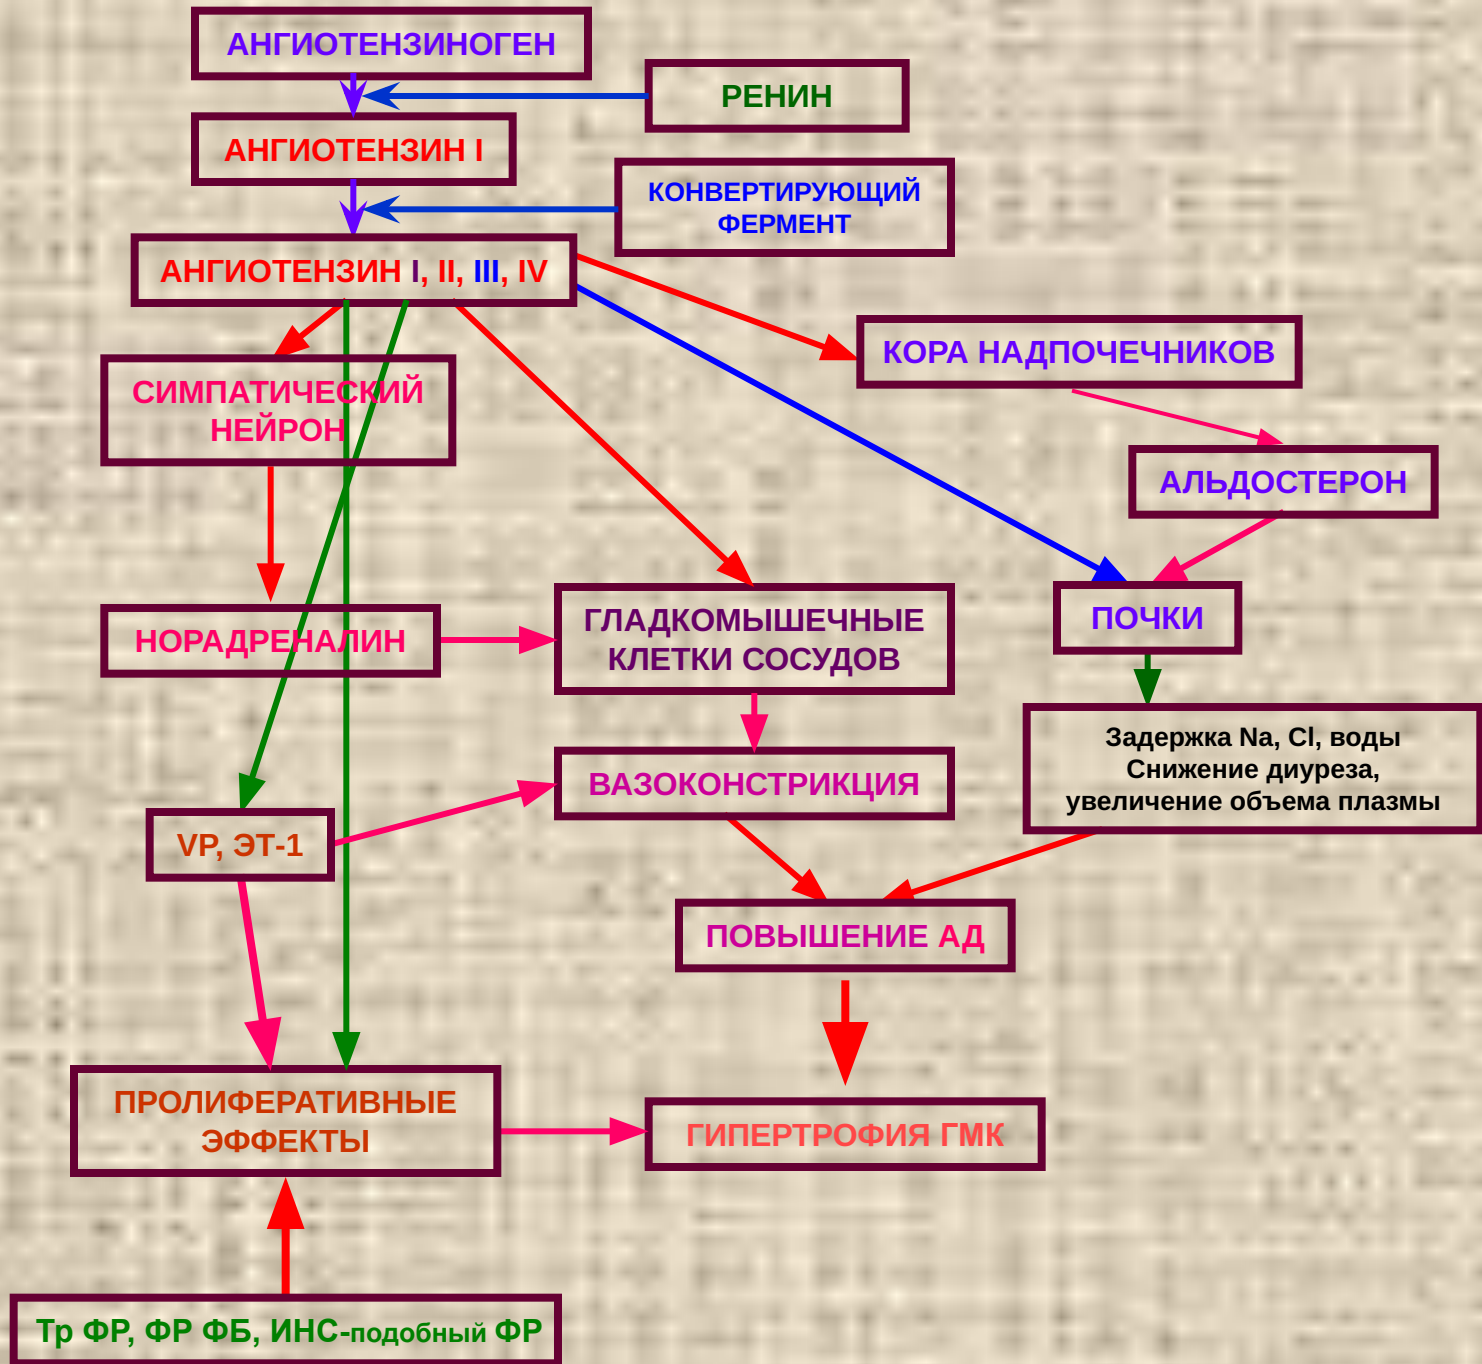 АНГИОТЕНЗИНОГЕН
РЕНИН
АНГИОТЕНЗИН I
КОНВЕРТИРУЮЩИЙ
ФЕРМЕНТ
АНГИОТЕНЗИН I, II, III, IV
КОРА НАДПОЧЕЧНИКОВ
СИМПАТИЧЕСКИЙ
НЕЙРОН
АЛЬДОСТЕРОН
НОРАДРЕНАЛИН
ГЛАДКОМЫШЕЧНЫЕ
КЛЕТКИ СОСУДОВ
ПОЧКИ
Задержка Na, Cl, воды
Снижение диуреза,
увеличение объема плазмы
ВАЗОКОНСТРИКЦИЯ
VP, ЭТ-1
ПОВЫШЕНИЕ АД
ПРОЛИФЕРАТИВНЫЕ
ЭФФЕКТЫ
ГИПЕРТРОФИЯ ГМК
Тр ФР, ФР ФБ, ИНС-подобный ФР